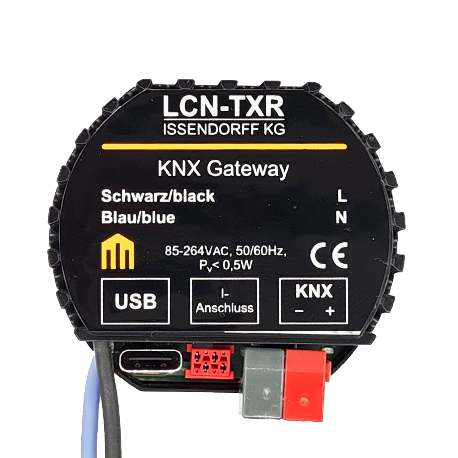 LCN-TXR
ISSENDORFF KG
KNX Gateway
Schwarz/black L
Blau/blue N
85-264VAC, 50/60Hz,
Pv< 0,5W
CE
USB
I-
Anschluss
KNX
– +